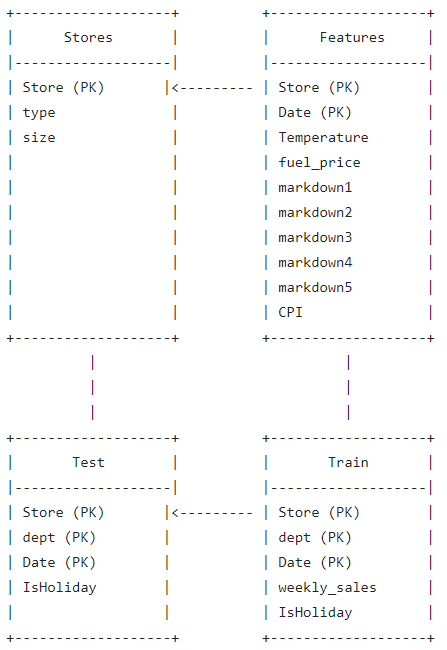 +-------------------+          +-------------------+
|      Stores       |          |      Features     |
|-------------------|          |-------------------|
| Store (PK)       |<--------- | Store (PK)        |
| type              |          | Date (PK)         |
| size              |          | Temperature       |
|                   |          | fuel_price        |
|                   |          | markdown1         |
|                   |          | markdown2         |
|                   |          | markdown3         |
|                   |          | markdown4         |
|                   |          | markdown5         |
|                   |          | CPI               |
+-------------------+          +-------------------+
          |                              |
          |                              |
          |                              |
+-------------------+          +-------------------+
|       Test        |          |       Train       |
|-------------------|          |-------------------|
| Store (PK)       |<--------- | Store (PK)        |
| dept (PK)        |           | dept (PK)         |
| Date (PK)        |           | Date (PK)         |
| IsHoliday        |           | weekly_sales      |
|                  |           | IsHoliday         |
+-------------------+          +-------------------+